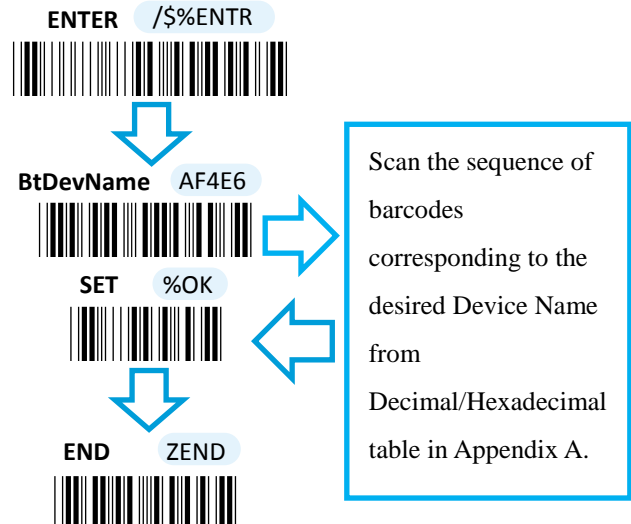 ENTER /$%ENTR
BtDevName AF4E6
SET %OK
END ZEND
Scan the sequence of
barcodes
corresponding to the
desired Device Name
from
Decimal/Hexadecimal
table in Appendix A.